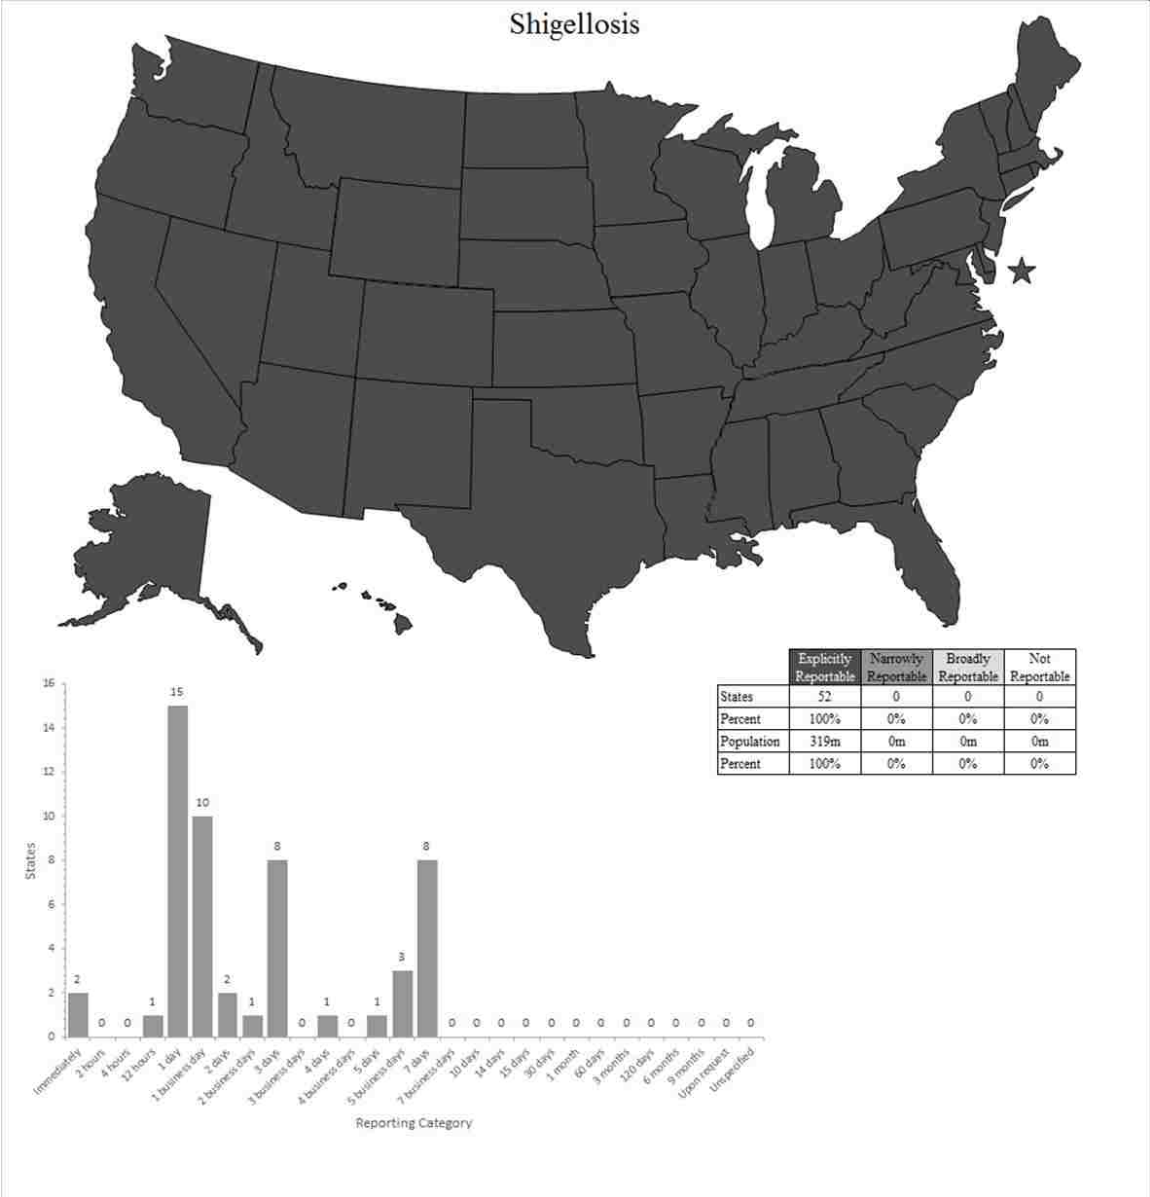 Shigellosis
Explicitly Reportable Narrowly Reportable Broadly Reportable Not Reportable
States 52 0 0 0
Percent 100% 0% 0% 0%
Population 319m 0m 0m 0m
Percent 100% 0% 0% 0%
16
14
12
10
8
6
4
2
0
States
2 0 0 1 15 10 2 1 8 0 1 0 1 3 8 0 0 0 0 0 0 0 0 0 0 0 0 0
Immediately
2 hours
4 hours
12 hours
1 day
1 business day
2 days
2 business days
3 days
3 business days
4 days
4 business days
5 days
5 business days
7 days
7 business days
10 days
14 days
15 days
30 days
1 month
60 days
3 months
120 days
6 months
9 months
Upon request
Unspecified
Reporting Category